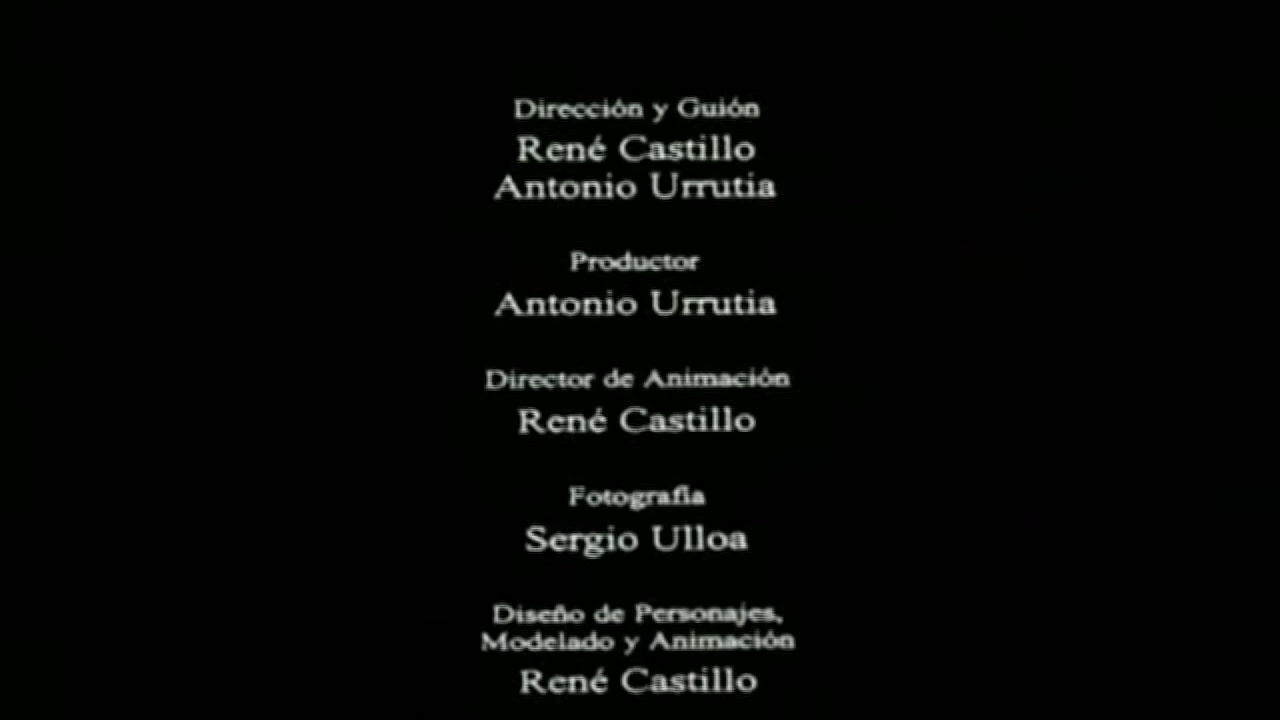 Dirección y Guión
René Castillo
Antonio Urrutia
Productor
Antonio Urrutia
Director de Animación
René Castillo
Fotografía
Sergio Ulloa
Diseño de Personajes,
Modelado y Animación
René Castillo